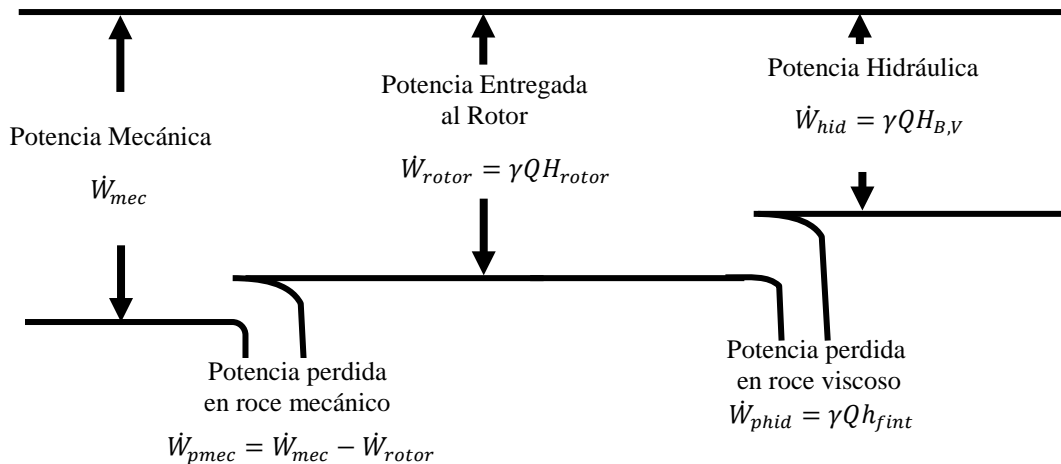 Potencia Mecánica
Ẇ_mec
Potencia Entregada
al Rotor
Ẇ_rotor = γQH_rotor
Potencia Hidráulica
Ẇ_hid = γQH_B,V
Potencia perdida
en roce mecánico
Ẇ_pmec = Ẇ_mec − Ẇ_rotor
Potencia perdida
en roce viscoso
Ẇ_phid = γQh_fint